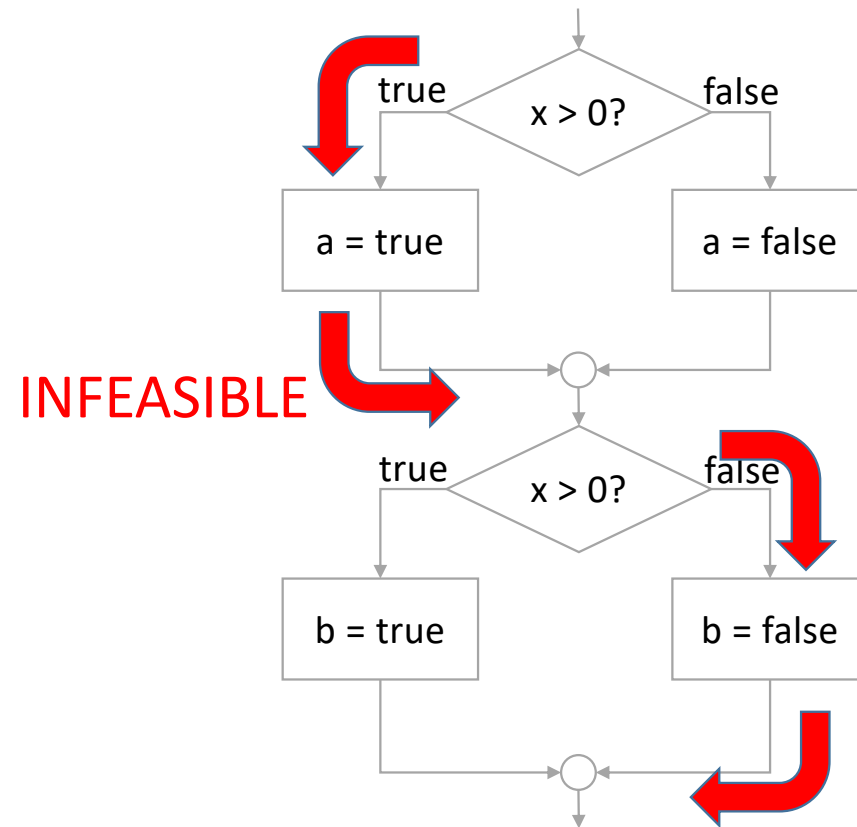 x > 0?
true
false
a = true
a = false
INFEASIBLE
x > 0?
true
false
b = true
b = false